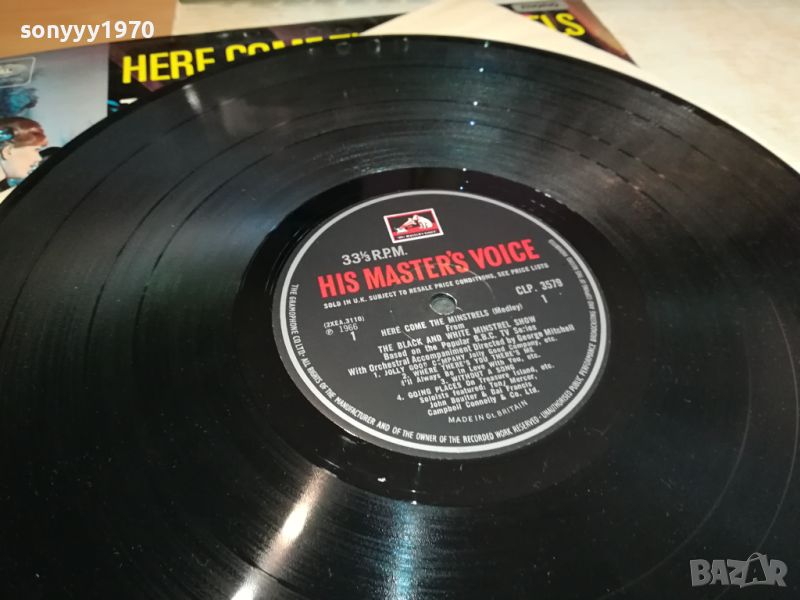 sonyyy1970
HERE COME
33⅓ R.P.M.
HIS MASTER'S VOICE
SOLD IN U.K. SUBJECT TO RESALE PRICE CONDITIONS, SEE PRICE LISTS
CLP. 3579
1
(2XEA.3110)
℗ 1966
1
HERE COME THE MINSTRELS (Medley)
From
THE BLACK AND WHITE MINSTREL SHOW
Based on the Popular B.B.C. TV Series
With Orchestral Accompaniment Directed by George Mitchell
1. JOLLY GOOD COMPANY Jolly Good Company, etc.
2. WHERE THERE'S YOU THERE'S ME
I'll Always Be In Love With You, etc.
3. WITHOUT A SONG
4. GOING PLACES On Treasure Island, etc.
Soloists featured: Tony Mercer,
John Boulter & Dai Francis
Campbell Connelly & Co. Ltd.
MADE IN GT. BRITAIN
THE GRAMOPHONE CO. LTD. ALL RIGHTS OF THE MANUFACTURER AND OF THE OWNER OF THE RECORDED WORK RESERVED UNAUTHORISED PUBLIC PERFORMANCE BROADCASTING AND
BAZAR